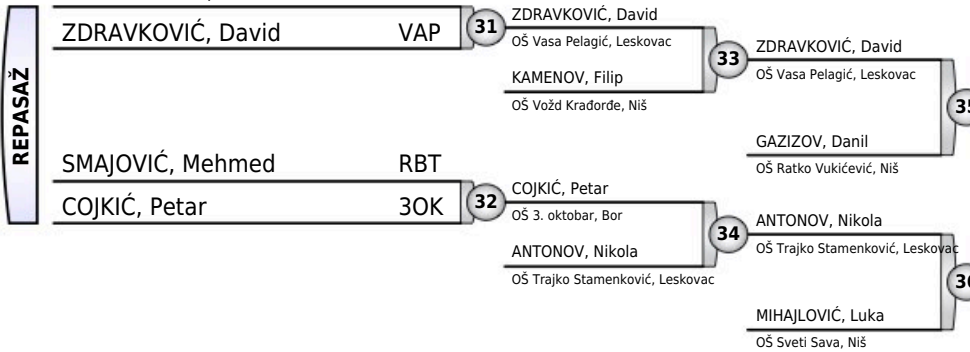 REPASAŽ
ZDRAVKOVIĆ, David VAP
31
ZDRAVKOVIĆ, David
OŠ Vasa Pelagić, Leskovac
KAMENOV, Filip
OŠ Vožd Krađorđe, Niš
33
ZDRAVKOVIĆ, David
OŠ Vasa Pelagić, Leskovac
GAZIZOV, Danil
OŠ Ratko Vukićević, Niš
35
SMAJOVIĆ, Mehmed RBT
COJKIĆ, Petar 3OK
32
COJKIĆ, Petar
OŠ 3. oktobar, Bor
ANTONOV, Nikola
OŠ Trajko Stamenković, Leskovac
34
ANTONOV, Nikola
OŠ Trajko Stamenković, Leskovac
MIHAJLOVIĆ, Luka
OŠ Sveti Sava, Niš
36